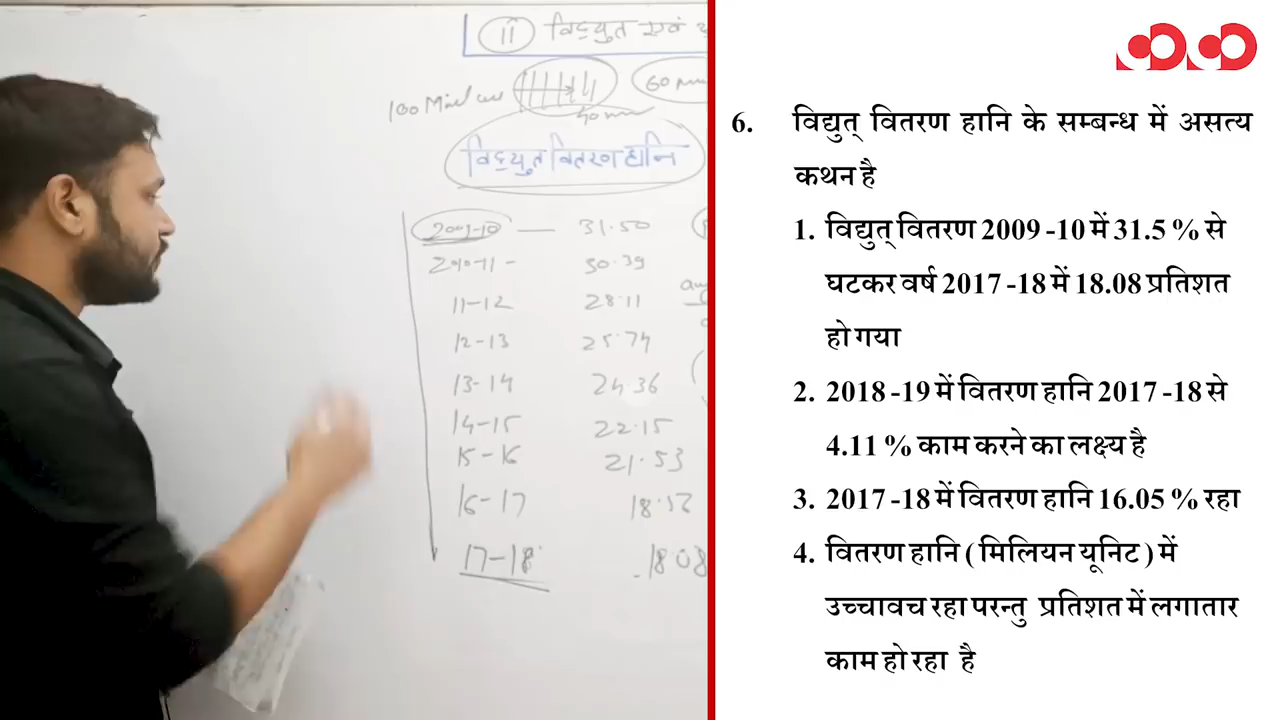 ii विद्युत एवं
100
60
40
विद्युत वितरण हानि
2009-10 — 31.50
2010-11 - 30.39
11-12 28.11
12-13 25.74
13-14 24.36
14-15 22.15
15-16 21.53
16-17
17-18 18.08
6. विद्युत् वितरण हानि के सम्बन्ध में असत्य
कथन है
1. विद्युत् वितरण 2009 -10 में 31.5 % से
घटकर वर्ष 2017 -18 में 18.08 प्रतिशत
हो गया
2. 2018 -19 में वितरण हानि 2017 -18 से
4.11 % काम करने का लक्ष्य है
3. 2017 -18 में वितरण हानि 16.05 % रहा
4. वितरण हानि ( मिलियन यूनिट ) में
उच्चावच रहा परन्तु प्रतिशत में लगातार
काम हो रहा है